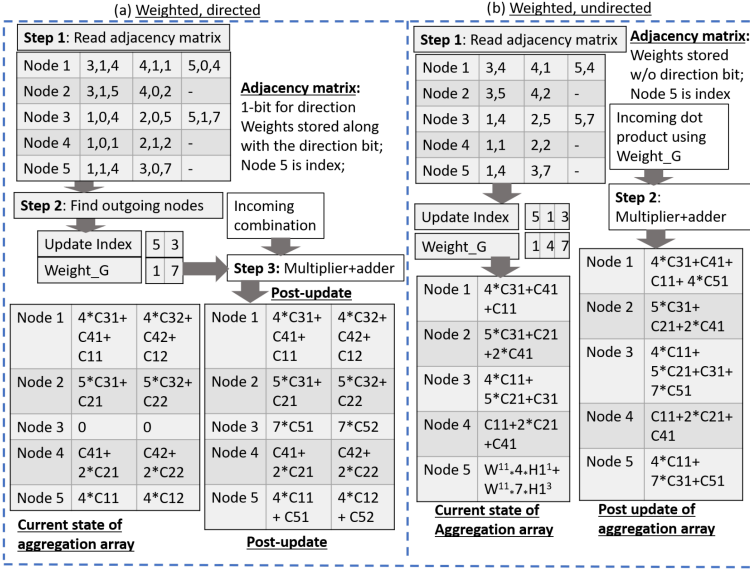 (a) Weighted, directed
Step 1: Read adjacency matrix
Node 1 3,1,4 4,1,1 5,0,4
Node 2 3,1,5 4,0,2 -
Node 3 1,0,4 2,0,5 5,1,7
Node 4 1,0,1 2,1,2 -
Node 5 1,1,4 3,0,7 -
Adjacency matrix:
1-bit for direction
Weights stored along
with the direction bit;
Node 5 is index;
Step 2: Find outgoing nodes
Incoming
combination
Update Index 5 3
Weight_G 1 7
Step 3: Multiplier+adder
Post-update
Node 1 4*C31+ 4*C32+
C41+ C42+
C11 C12
Node 2 5*C31+ 5*C32+
C21 C22
Node 3 0 0
Node 4 C41+ C42+
2*C21 2*C22
Node 5 4*C11 4*C12
Current state of
aggregation array
Node 1 4*C31+ 4*C32+
C41+ C42+
C11 C12
Node 2 5*C31+ 5*C32+
C21 C22
Node 3 7*C51 7*C52
Node 4 C41+ C42+
2*C21 2*C22
Node 5 4*C11 4*C12
+ C51 + C52
Post-update
(b) Weighted, undirected
Step 1: Read adjacency matrix
Node 1 3,4 4,1 5,4
Node 2 3,5 4,2 -
Node 3 1,4 2,5 5,7
Node 4 1,1 2,2 -
Node 5 1,4 3,7 -
Adjacency matrix:
Weights stored
w/o direction bit;
Node 5 is index
Incoming dot
product using
Weight_G
Update Index 5 1 3
Weight_G 1 4 7
Step 2:
Multiplier+adder
Node 1 4*C31+C41
+C11
Node 2 5*C31+C21
+2*C41
Node 3 4*C11+
5*C21+C31
Node 4 C11+2*C21
+C41
Node 5 W¹¹*4*H1¹+
W¹¹*7*H1³
Current state of
Aggregation array
Node 1 4*C31+C41+
C11+ 4*C51
Node 2 5*C31+
C21+2*C41
Node 3 4*C11+
5*C21+C31+
7*C51
Node 4 C11+2*C21+
C41
Node 5 4*C11+
7*C31+C51
Post update of
aggregation array